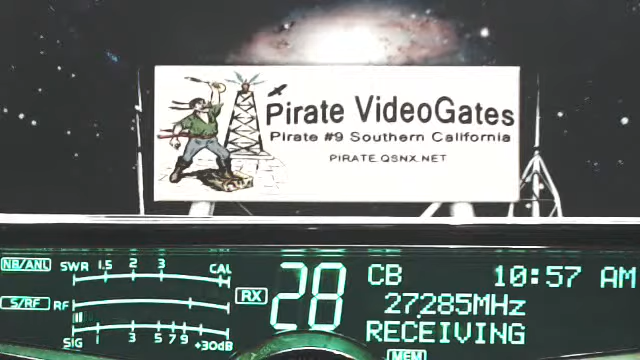 Pirate VideoGates
Pirate #9 Southern California
PIRATE.QSNX.NET
NB/ANL SWR 1.5 2 3 CAL
S/RF RF
SIG 1 3 5 7 9 +30dB
RX 28 CB 10:57 AM
27285MHz
RECEIVING
MEM